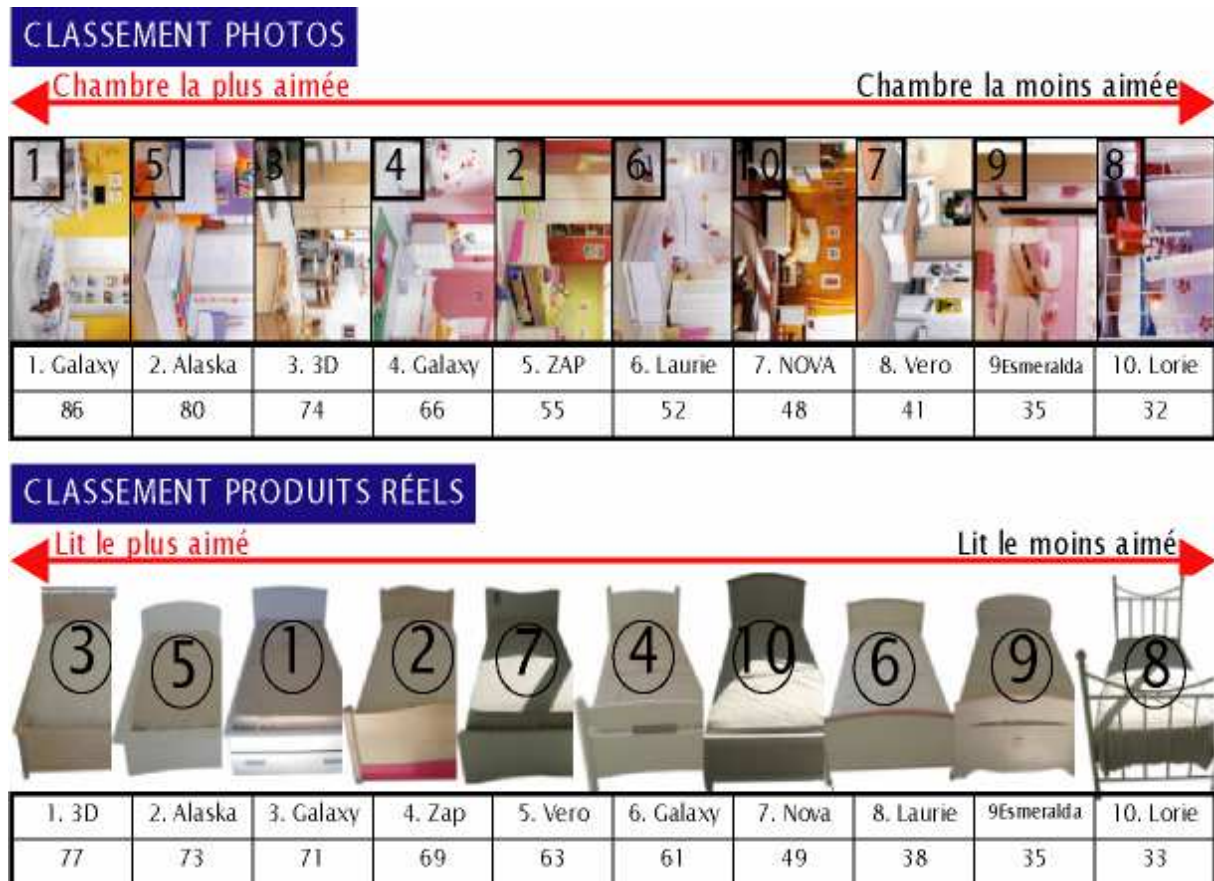 CLASSEMENT PHOTOS
Chambre la plus aimée Chambre la moins aimée
1 5 3 4 2 6 10 7 9 8
1. Galaxy 2. Alaska 3. 3D 4. Galaxy 5. ZAP 6. Laurie 7. NOVA 8. Vero 9Esmeralda 10. Lorie
86 80 74 66 55 52 48 41 35 32
CLASSEMENT PRODUITS RÉELS
Lit le plus aimé Lit le moins aimé
3 5 1 2 7 4 10 6 9 8
1. 3D 2. Alaska 3. Galaxy 4. Zap 5. Vero 6. Galaxy 7. Nova 8. Laurie 9Esmeralda 10. Lorie
77 73 71 69 63 61 49 38 35 33